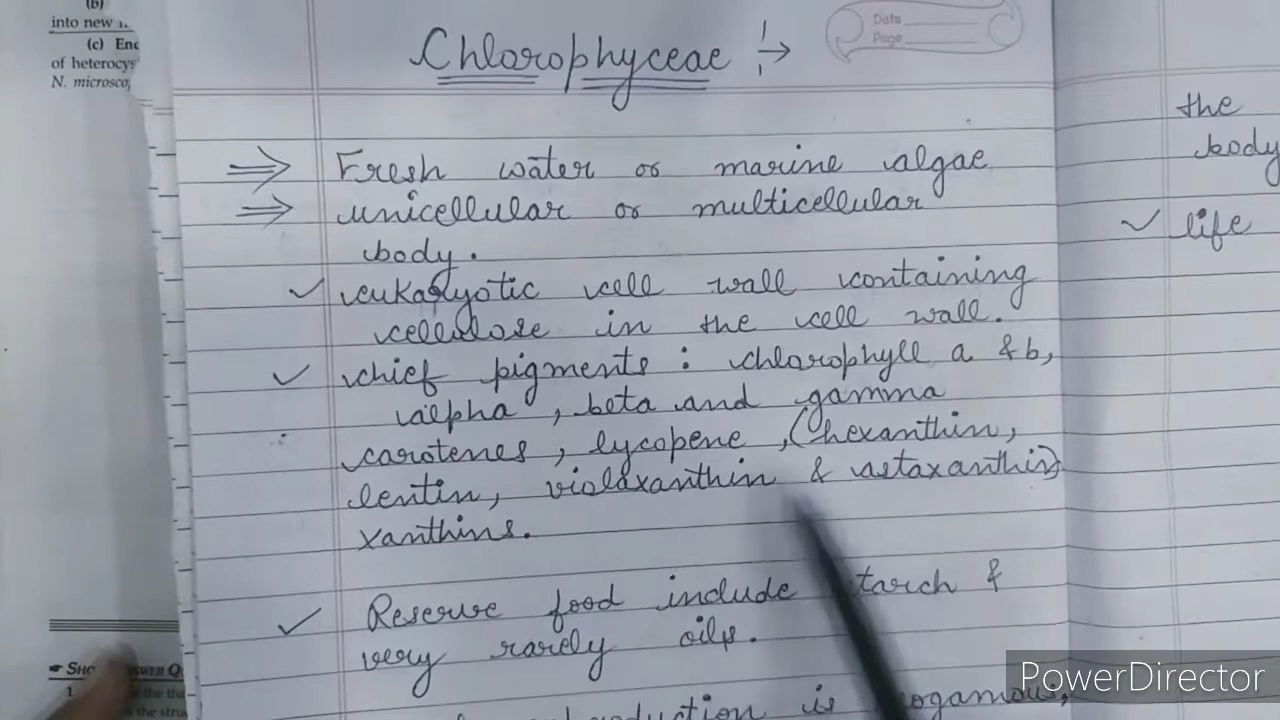 (b)
into new
(c) Enc
of heterocys
N. microsco
Date
Page
Chlorophyceae
the
body
life
⇒ Fresh water or marine algae
⇒ unicellular or multicellular
body.
✓ eukaryotic cell wall containing
cellulose in the cell wall.
✓ chief pigments : chlorophyll a & b,
alpha, beta and gamma
carotenes, lycopene, (hexanthin,
lentin, violaxanthin & astaxanthin)
xanthins.
✓ Reserve food include starch &
very rarely oils.
is
PowerDirector